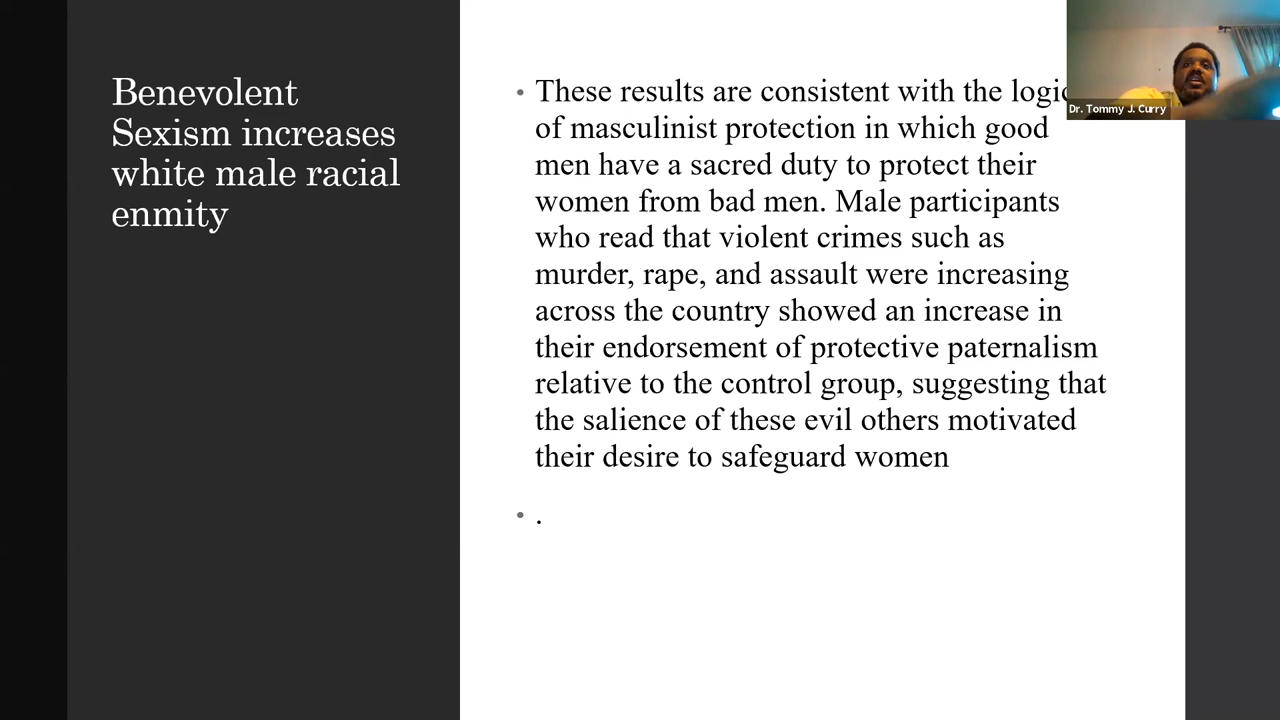 Benevolent
Sexism increases
white male racial
enmity
• These results are consistent with the logic
of masculinist protection in which good
men have a sacred duty to protect their
women from bad men. Male participants
who read that violent crimes such as
murder, rape, and assault were increasing
across the country showed an increase in
their endorsement of protective paternalism
relative to the control group, suggesting that
the salience of these evil others motivated
their desire to safeguard women
• .
Dr. Tommy J. Curry